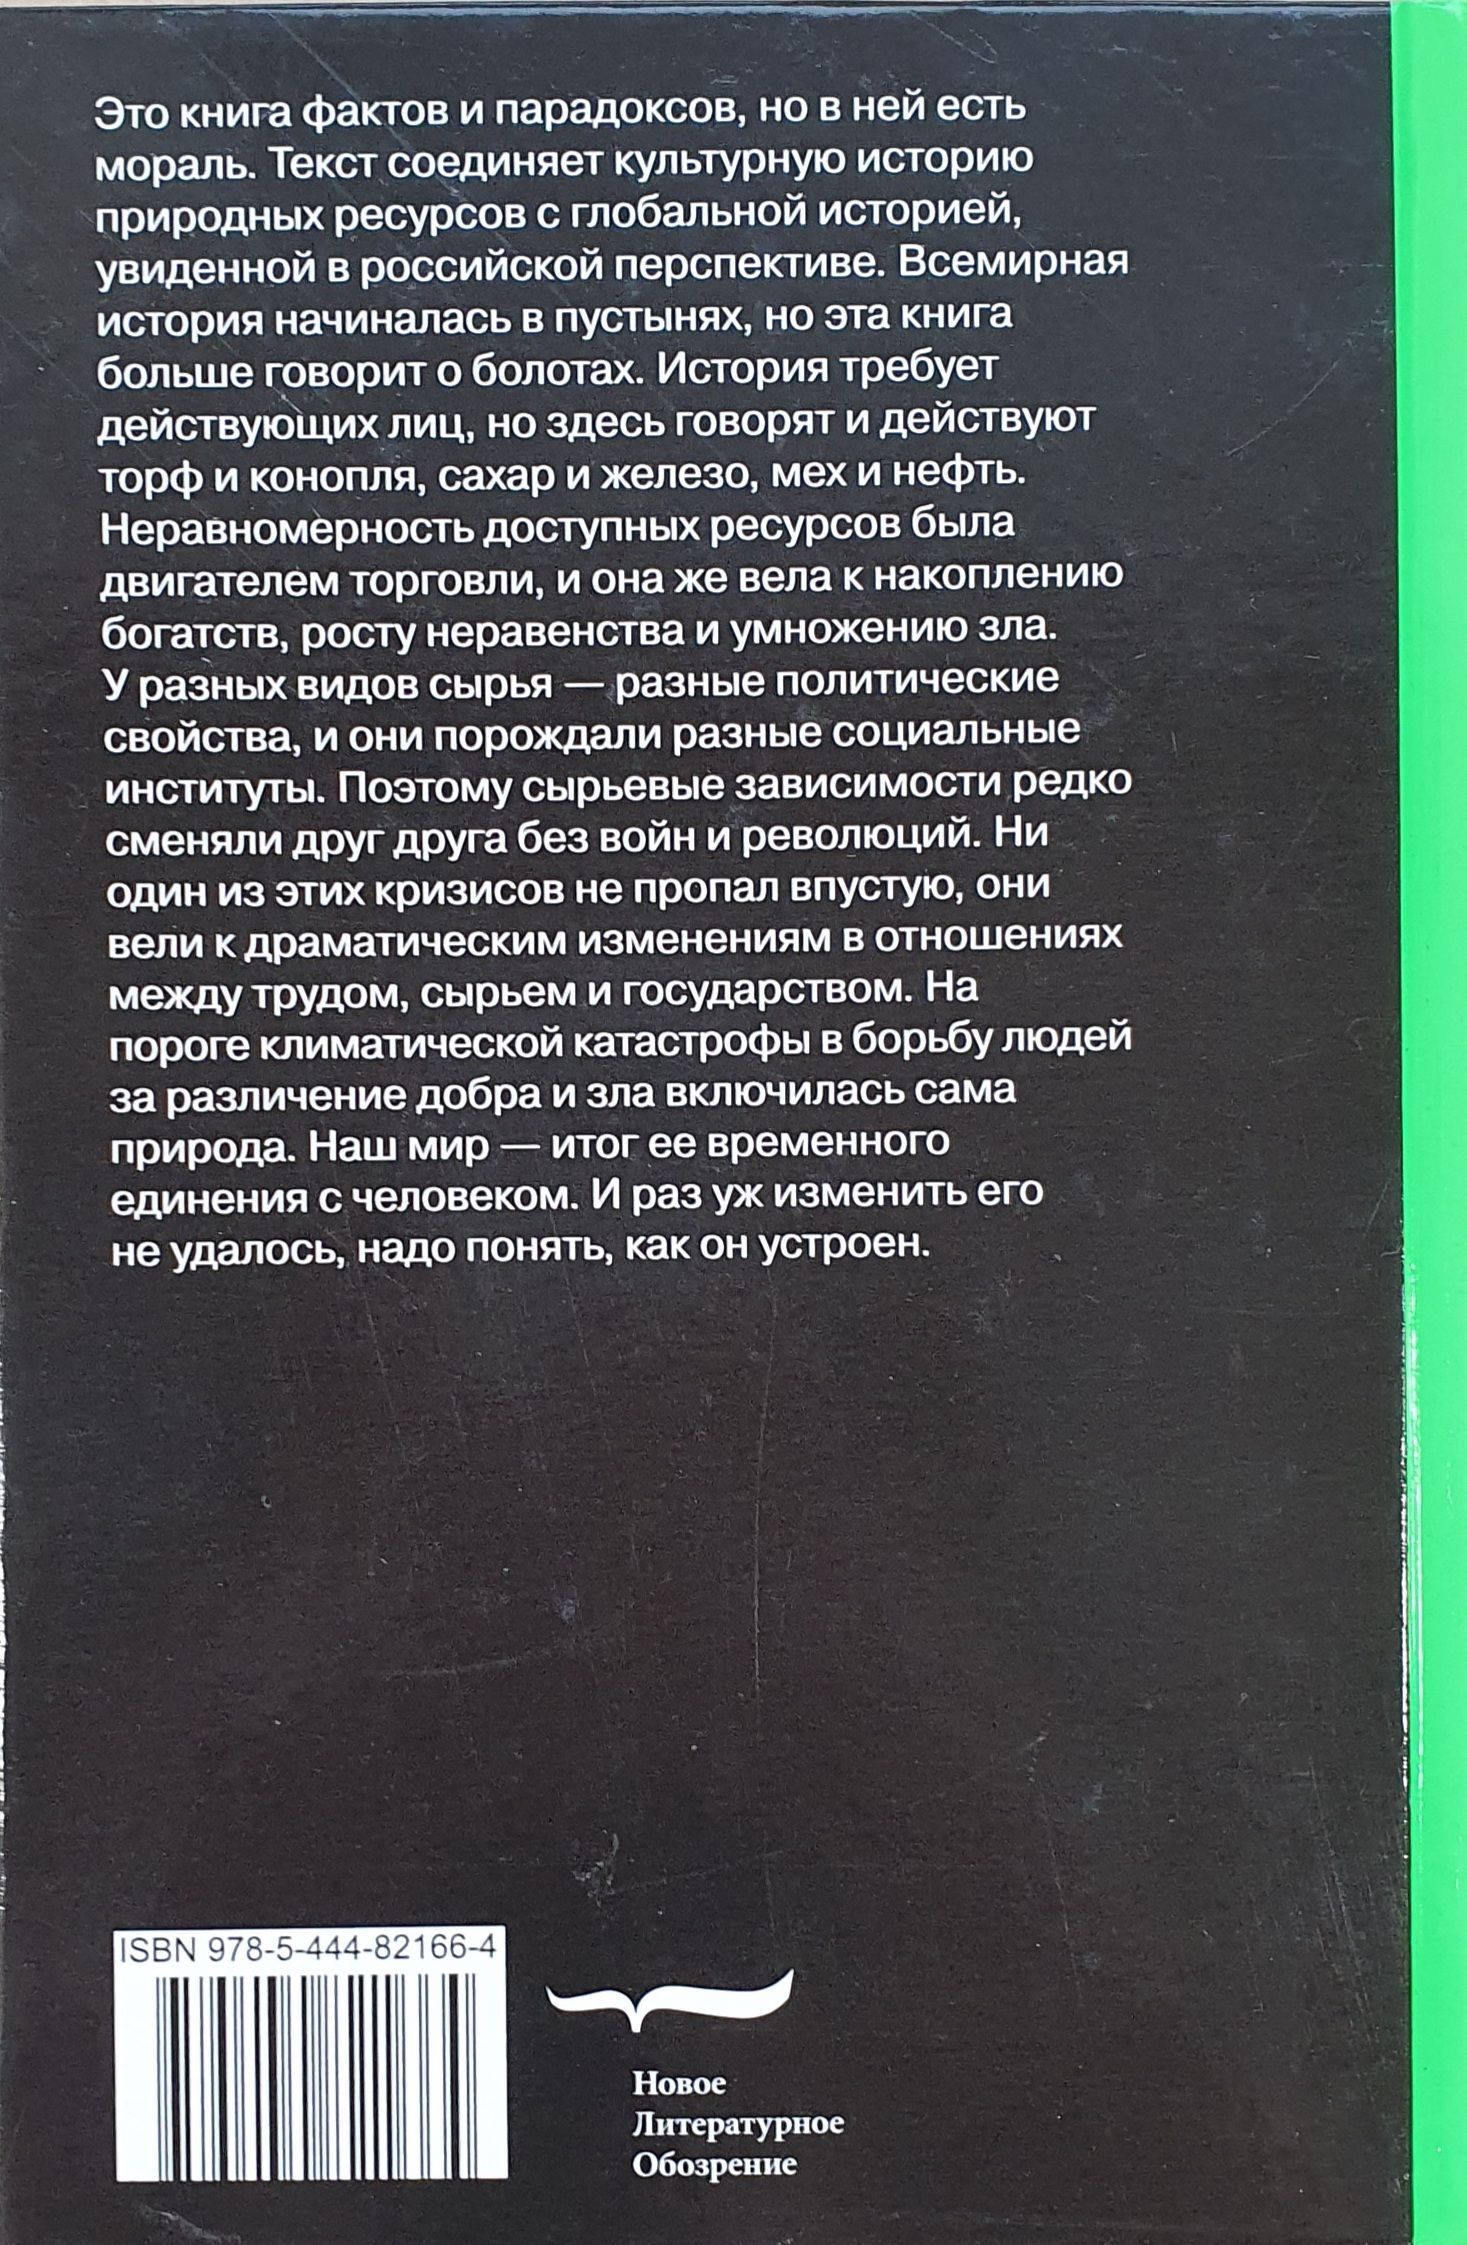 Это книга фактов и парадоксов, но в ней есть
мораль. Текст соединяет культурную историю
природных ресурсов с глобальной историей,
увиденной в российской перспективе. Всемирная
история начиналась в пустынях, но эта книга
больше говорит о болотах. История требует
действующих лиц, но здесь говорят и действуют
торф и конопля, сахар и железо, мех и нефть.
Неравномерность доступных ресурсов была
двигателем торговли, и она же вела к накоплению
богатств, росту неравенства и умножению зла.
У разных видов сырья — разные политические
свойства, и они порождали разные социальные
институты. Поэтому сырьевые зависимости редко
сменяли друг друга без войн и революций. Ни
один из этих кризисов не пропал впустую, они
вели к драматическим изменениям в отношениях
между трудом, сырьем и государством. На
пороге климатической катастрофы в борьбу людей
за различение добра и зла включилась сама
природа. Наш мир — итог ее временного
единения с человеком. И раз уж изменить его
не удалось, надо понять, как он устроен.
ISBN 978-5-444-82166-4
Новое
Литературное
Обозрение